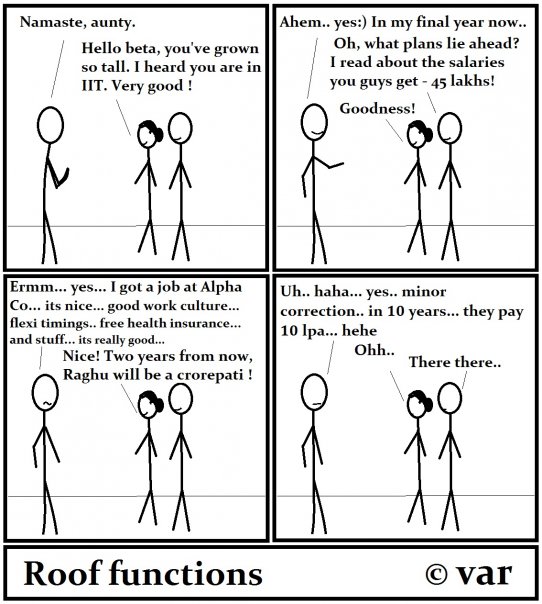 Namaste, aunty.
Hello beta, you've grown
so tall. I heard you are in
IIT. Very good !
Ahem.. yes:) In my final year now..
Oh, what plans lie ahead?
I read about the salaries
you guys get - 45 lakhs!
Goodness!
Ermm... yes... I got a job at Alpha
Co... its nice... good work culture...
flexi timings.. free health insurance...
and stuff... its really good...
Nice! Two years from now,
Raghu will be a crorepati !
Uh.. haha... yes.. minor
correction.. in 10 years... they pay
10 lpa... hehe
Ohh..
There there..
Roof functions
© var